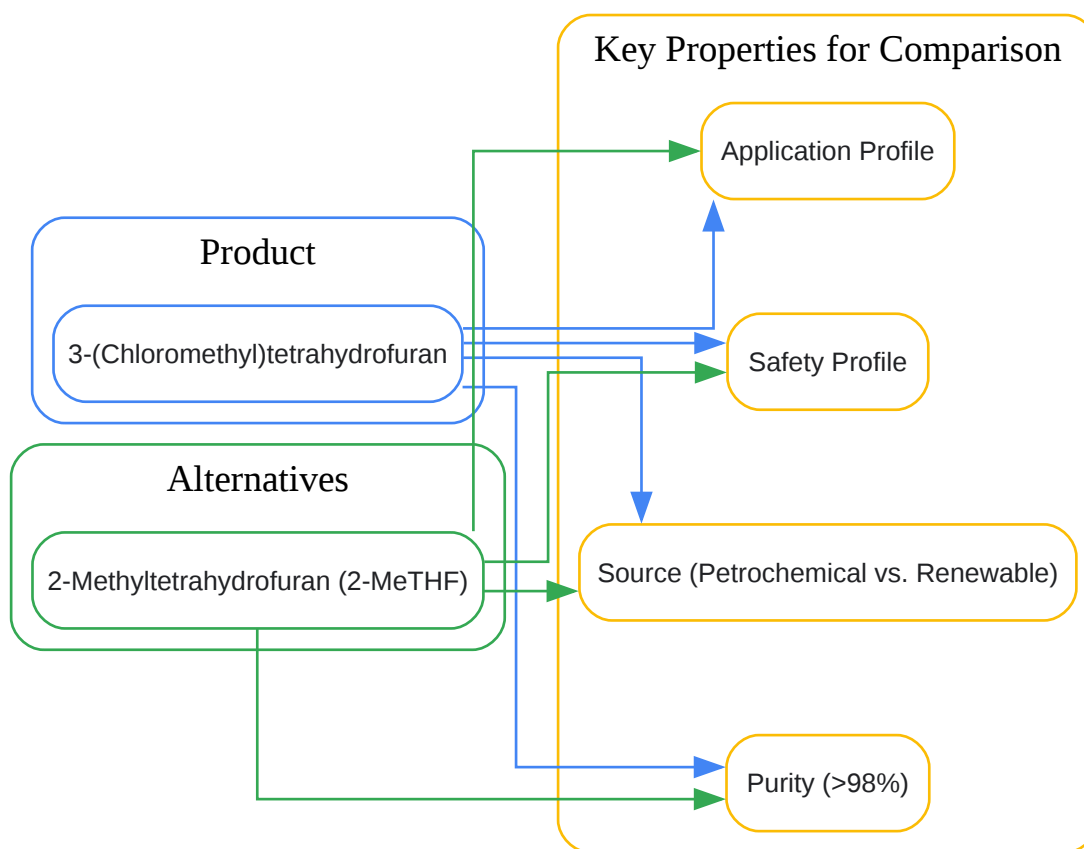 Key Properties for Comparison
Application Profile
Product
3-(Chloromethyl)tetrahydrofuran
Safety Profile
Alternatives
2-Methyltetrahydrofuran (2-MeTHF)
Source (Petrochemical vs. Renewable)
Purity (>98%)